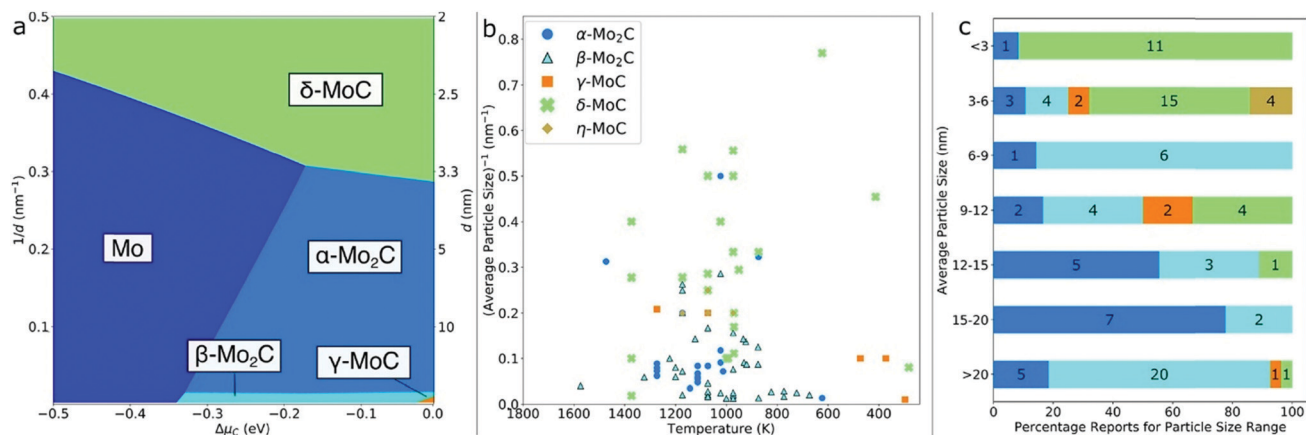 a
0.5
0.4
0.3
0.2
0.1
1/d (nm⁻¹)
2
2.5
3.3
5
10
d (nm)
δ-MoC
Mo
α-Mo₂C
β-Mo₂C
γ-MoC
−0.5
−0.3
−0.1
0.0
Δμ_C (eV)
b
0.8
0.7
0.6
0.5
0.4
0.3
0.2
0.1
0.0
(Average Particle Size)⁻¹ (nm⁻¹)
α-Mo₂C
β-Mo₂C
γ-MoC
δ-MoC
η-MoC
1800 1600 1400 1200 1000 800 600 400
Temperature (K)
c
Average Particle Size (nm)
<3 1 11
3-6 3 4 2 15 4
6-9 1 6
9-12 2 4 2 4
12-15 5 3 1
15-20 7 2
>20 5 20 1 1
0 20 40 60 80 100
Percentage Reports for Particle Size Range